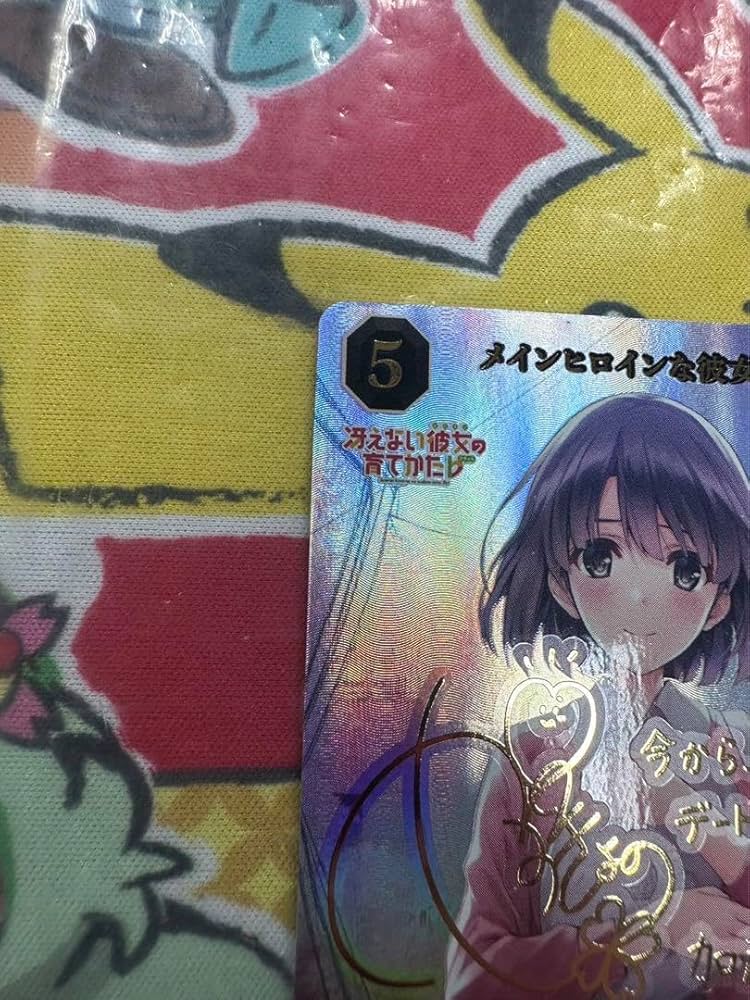 5
メインヒロインな彼女
冴えない彼女の
育てかた
今から、
デート
加